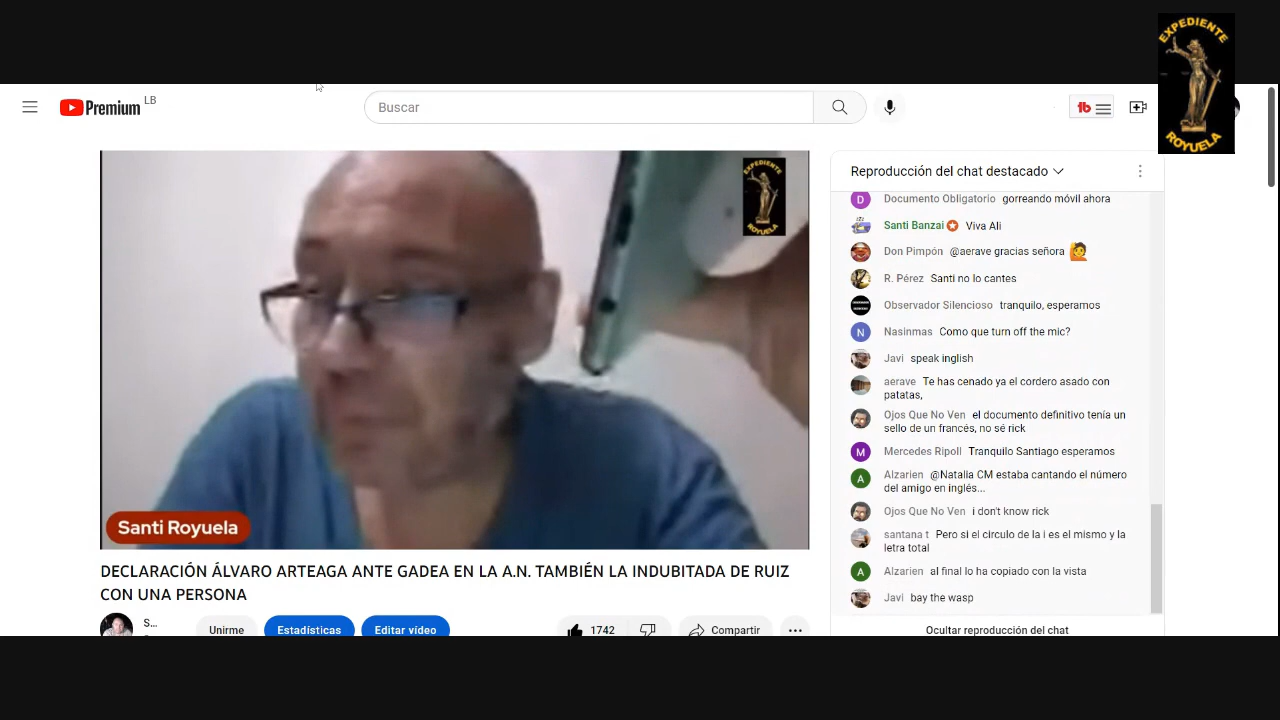 EXPEDIENTE
ROYUELA
Premium
LB
Buscar
EXPEDIENTE
ROYUELA
Santi Royuela
DECLARACIÓN ÁLVARO ARTEAGA ANTE GADEA EN LA A.N. TAMBIÉN LA INDUBITADA DE RUIZ
CON UNA PERSONA
S...
Unirme
Estadísticas
Editar vídeo
1742
Compartir
Reproducción del chat destacado
D Documento Obligatorio gorreando móvil ahora
Santi Banzai Viva Ali
Don Pimpón @aerave gracias señora
R. Pérez Santi no lo cantes
Observador Silencioso tranquilo, esperamos
N Nasinmas Como que turn off the mic?
Javi speak inglish
aerave Te has cenado ya el cordero asado con
patatas,
Ojos Que No Ven el documento definitivo tenía un
sello de un francés, no sé rick
M Mercedes Ripoll Tranquilo Santiago esperamos
A Alzarien @Natalia CM estaba cantando el número
del amigo en inglés...
Ojos Que No Ven i don't know rick
santana t Pero si el circulo de la i es el mismo y la
letra total
A Alzarien al final lo ha copiado con la vista
Javi bay the wasp
Ocultar reproducción del chat